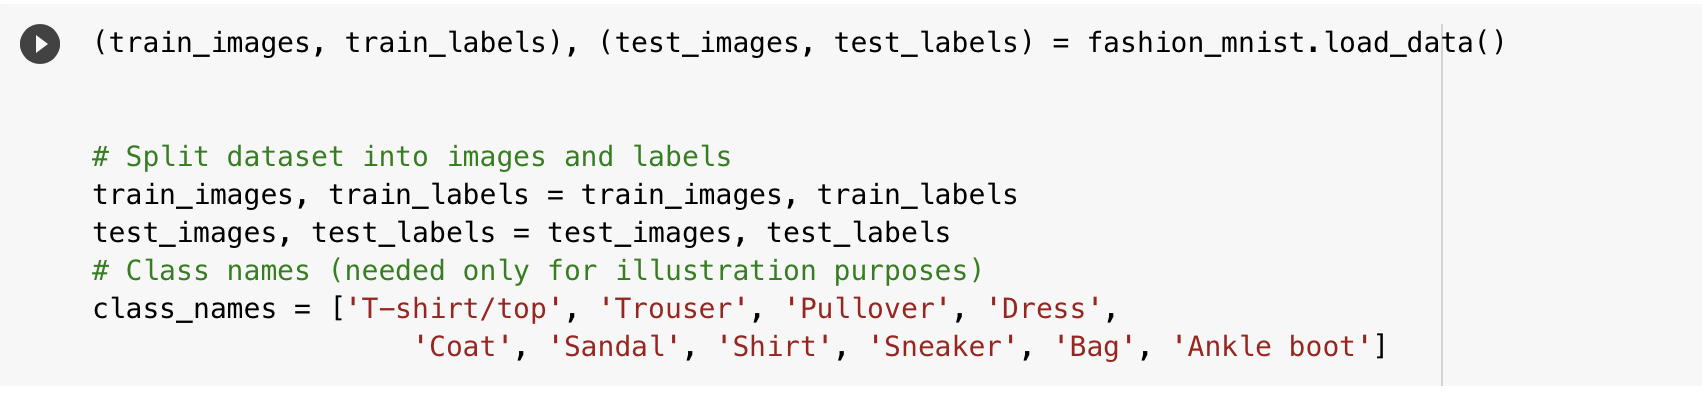 (train_images, train_labels), (test_images, test_labels) = fashion_mnist.load_data()
# Split dataset into images and labels
train_images, train_labels = train_images, train_labels
test_images, test_labels = test_images, test_labels
# Class names (needed only for illustration purposes)
class_names = ['T-shirt/top', 'Trouser', 'Pullover', 'Dress',
'Coat', 'Sandal', 'Shirt', 'Sneaker', 'Bag', 'Ankle boot']